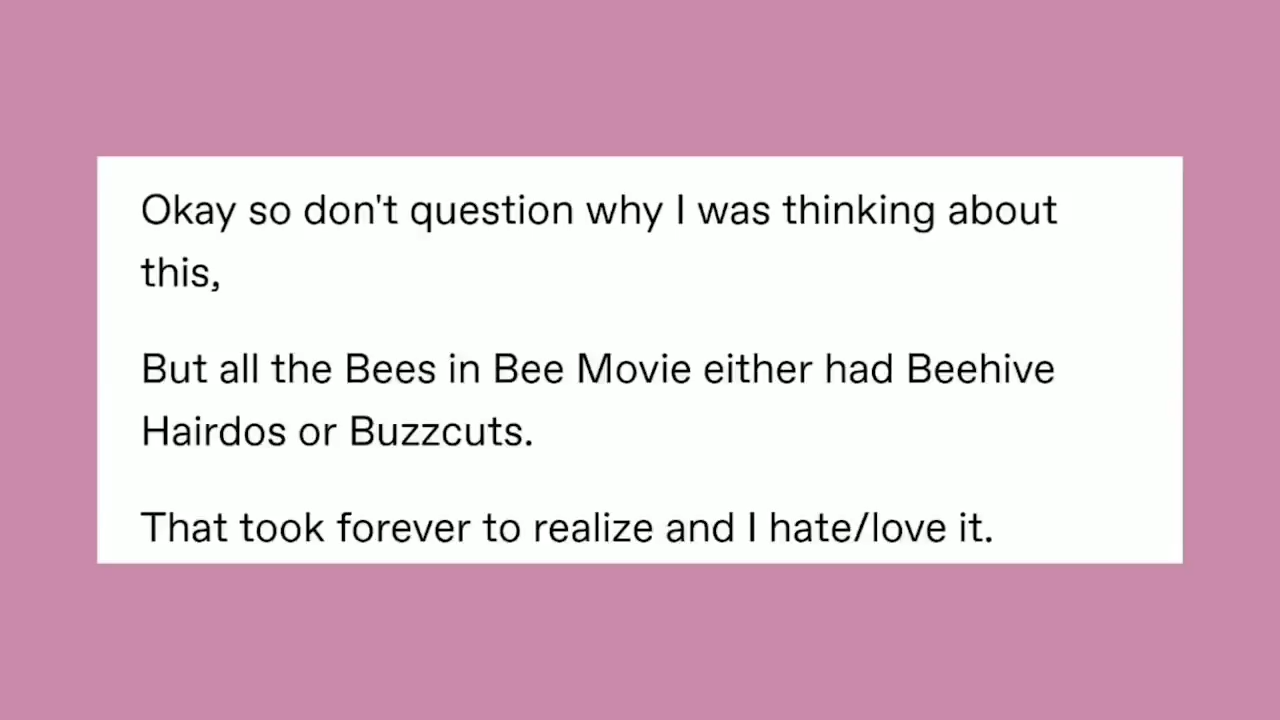 Okay so don't question why I was thinking about
this,
But all the Bees in Bee Movie either had Beehive
Hairdos or Buzzcuts.
That took forever to realize and I hate/love it.